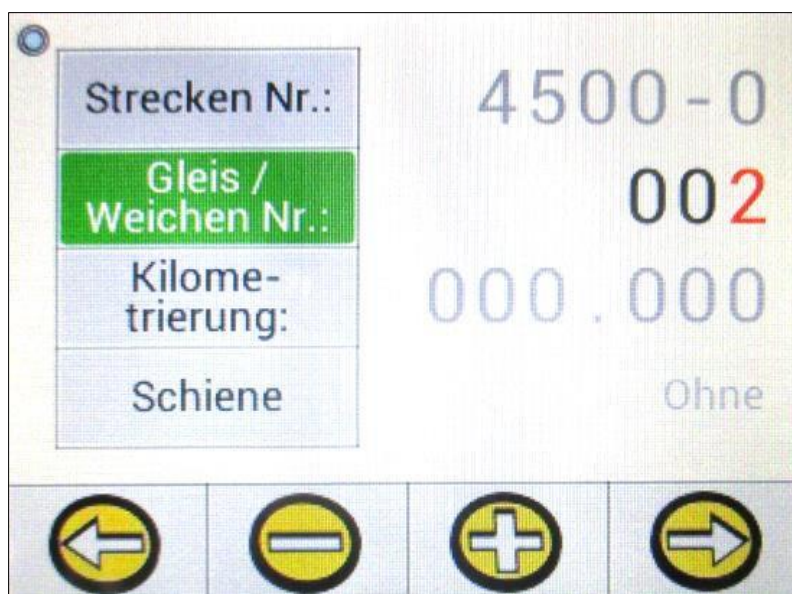 Strecken Nr.: 4500-0
Gleis /
Weichen Nr.: 002
Kilome-
trierung: 000.000
Schiene Ohne